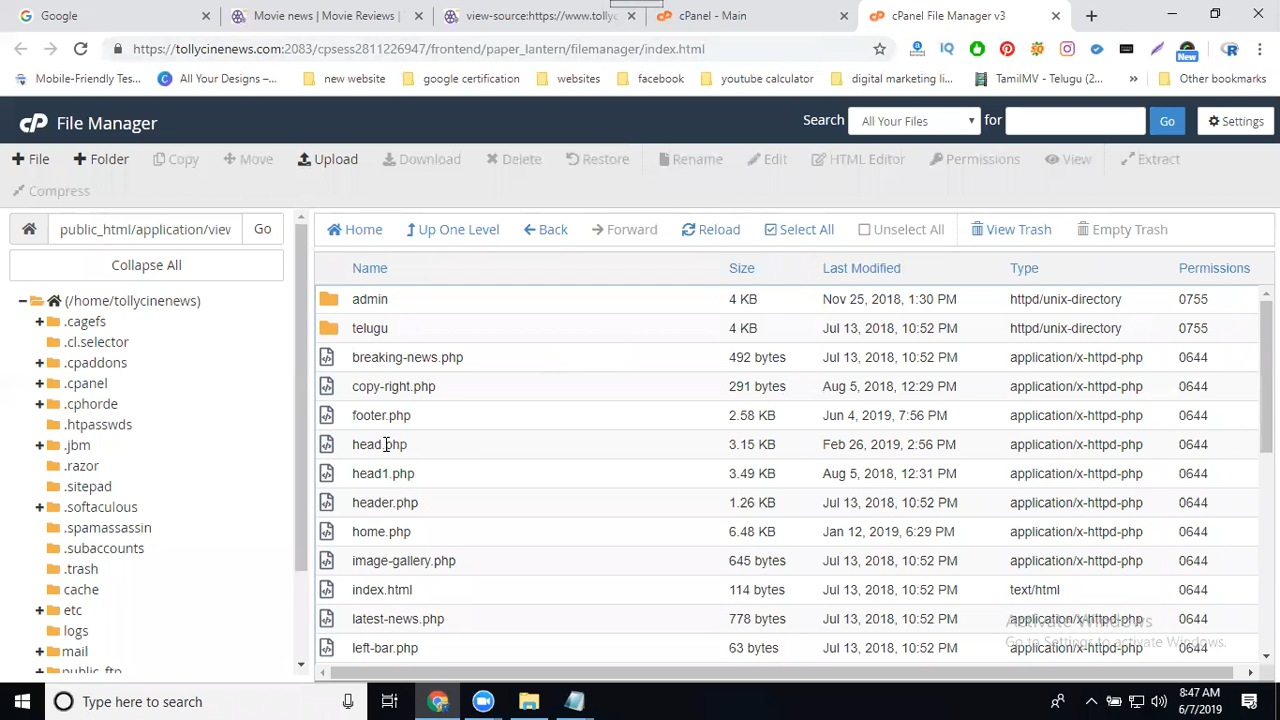 Google
Movie news | Movie Reviews |
view-source:https://www.tollyc
cPanel - Main
cPanel File Manager v3
https://tollycinenews.com:2083/cpsess2811226947/frontend/paper_lantern/filemanager/index.html
New
Mobile-Friendly Tes...
All Your Designs –...
new website
google certification
websites
facebook
youtube calculator
digital marketing li...
TamilMV - Telugu (2...
»
Other bookmarks
cP File Manager
Search
All Your Files
for
Go
Settings
+ File
+ Folder
Copy
Move
Upload
Download
Delete
Restore
Rename
Edit
HTML Editor
Permissions
View
Extract
Compress
public_html/application/view
Go
Collapse All
Home
Up One Level
Back
Forward
Reload
Select All
Unselect All
View Trash
Empty Trash
(/home/tollycinenews)
.cagefs
.cl.selector
.cpaddons
.cpanel
.cphorde
.htpasswds
.jbm
.razor
.sitepad
.softaculous
.spamassassin
.subaccounts
.trash
cache
etc
logs
mail
public_ftp
Name Size Last Modified Type Permissions
admin 4 KB Nov 25, 2018, 1:30 PM httpd/unix-directory 0755
telugu 4 KB Jul 13, 2018, 10:52 PM httpd/unix-directory 0755
breaking-news.php 492 bytes Jul 13, 2018, 10:52 PM application/x-httpd-php 0644
copy-right.php 291 bytes Aug 5, 2018, 12:29 PM application/x-httpd-php 0644
footer.php 2.58 KB Jun 4, 2019, 7:56 PM application/x-httpd-php 0644
head.php 3.15 KB Feb 26, 2019, 2:56 PM application/x-httpd-php 0644
head1.php 3.49 KB Aug 5, 2018, 12:31 PM application/x-httpd-php 0644
header.php 1.26 KB Jul 13, 2018, 10:52 PM application/x-httpd-php 0644
home.php 6.48 KB Jan 12, 2019, 6:29 PM application/x-httpd-php 0644
image-gallery.php 645 bytes Jul 13, 2018, 10:52 PM application/x-httpd-php 0644
index.html 114 bytes Jul 13, 2018, 10:52 PM text/html 0644
latest-news.php 778 bytes Jul 13, 2018, 10:52 PM application/x-httpd-php 0644
left-bar.php 63 bytes Jul 13, 2018, 10:52 PM application/x-httpd-php 0644
Activate Windows
Go to Settings to activate Windows.
Type here to search
8:47 AM
6/7/2019